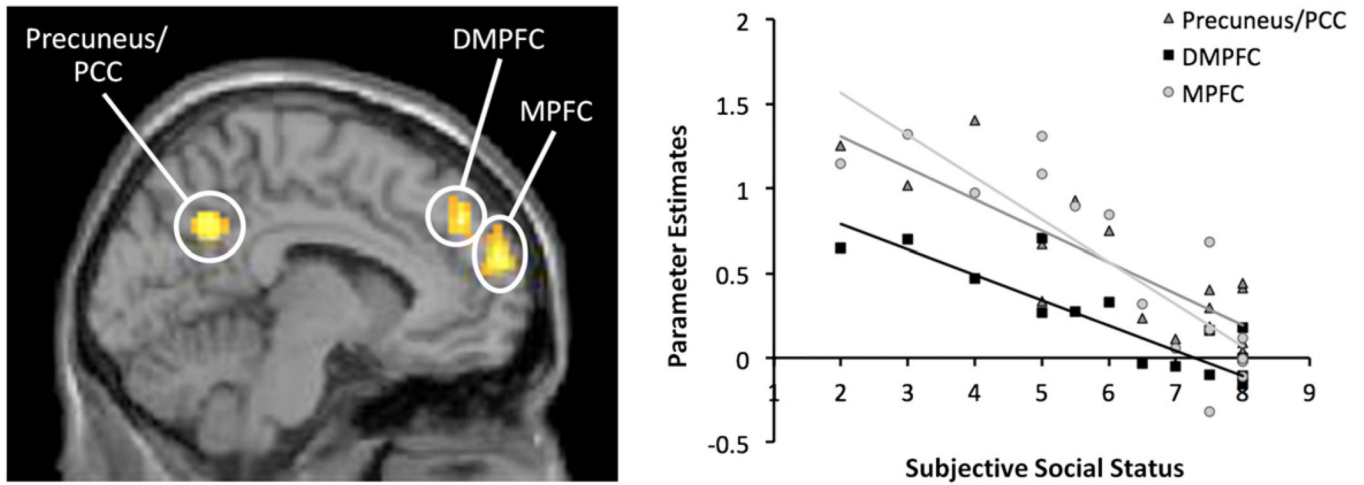 Precuneus/
PCC
DMPFC
MPFC
Parameter Estimates
2
1.5
1
0.5
0
-0.5
1 2 3 4 5 6 7 8 9
Subjective Social Status
Precuneus/PCC
DMPFC
MPFC